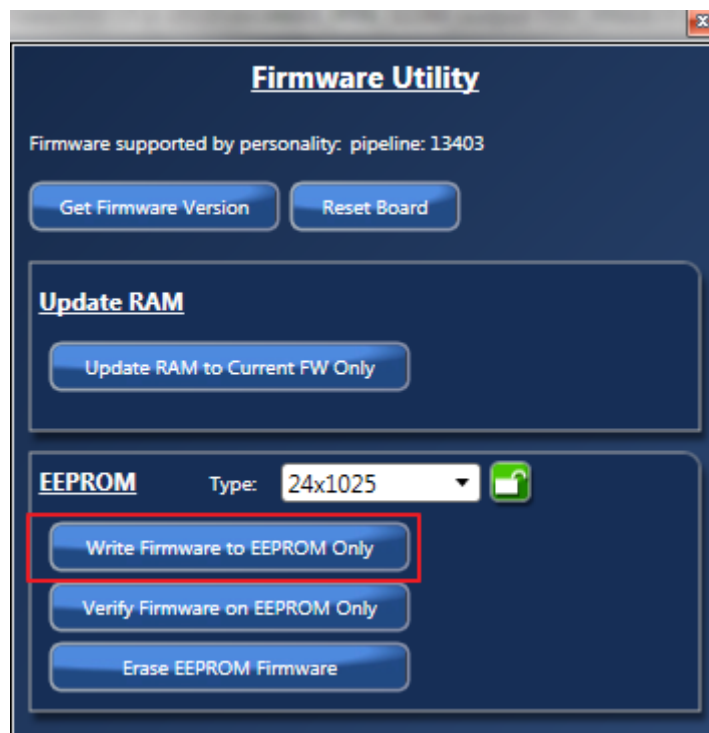 Firmware Utility
Firmware supported by personality: pipeline: 13403
Get Firmware Version Reset Board
Update RAM
Update RAM to Current FW Only
EEPROM Type: 24x1025
Write Firmware to EEPROM Only
Verify Firmware on EEPROM Only
Erase EEPROM Firmware